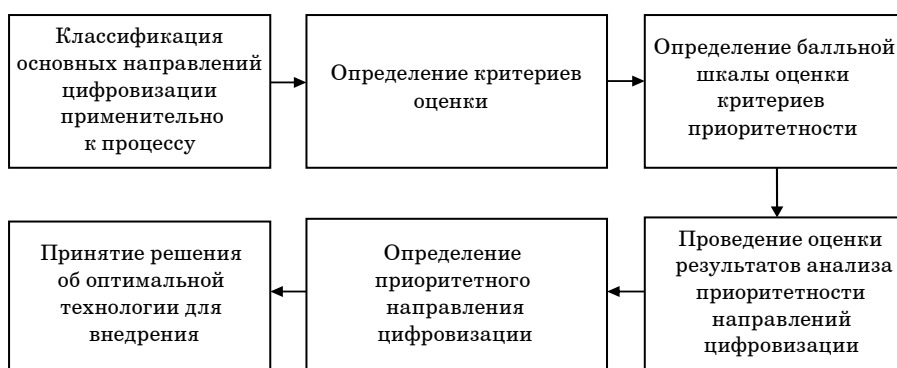 Классификация
основных направлений
цифровизации
применительно
к процессу
Определение критериев
оценки
Определение балльной
шкалы оценки
критериев
приоритетности
Проведение оценки
результатов анализа
приоритетности
направлений
цифровизации
Определение
приоритетного
направления
цифровизации
Принятие решения
об оптимальной
технологии для
внедрения